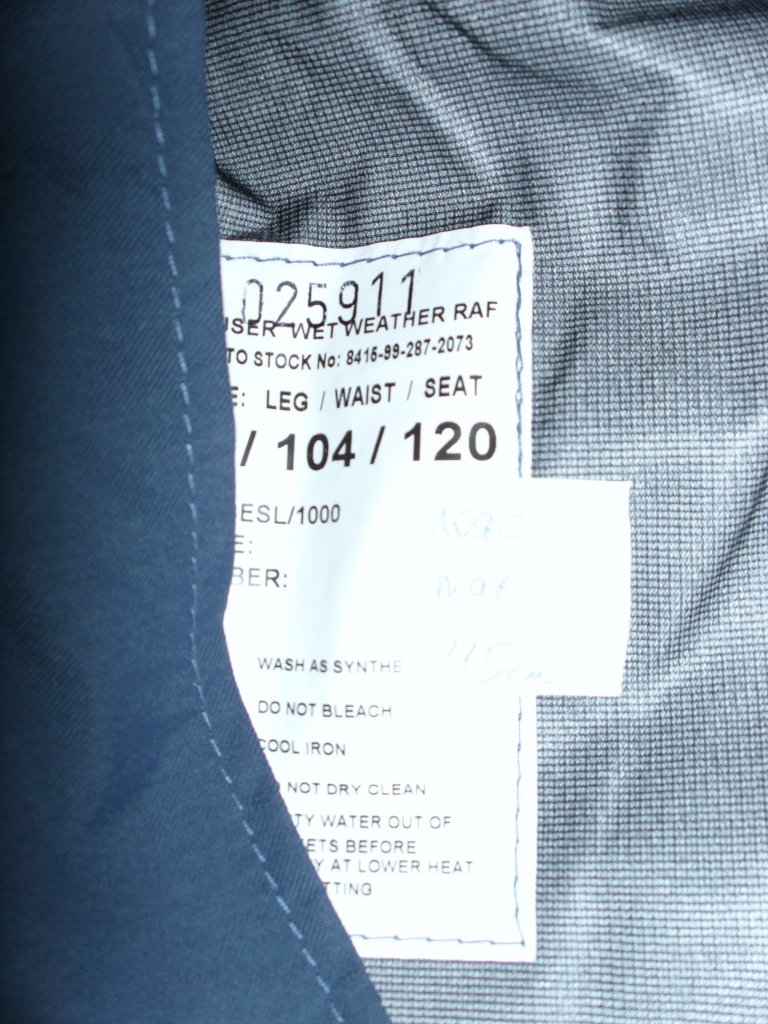 025911
USER WET WEATHER RAF
TO STOCK No: 8415-99-287-2073
E: LEG / WAIST / SEAT
/ 104 / 120
ESL/1000
E:
BER:
max
45cm
WASH AS SYNTHE
DO NOT BLEACH
COOL IRON
NOT DRY CLEAN
TY WATER OUT OF
ETS BEFORE
Y AT LOWER HEAT
TTING